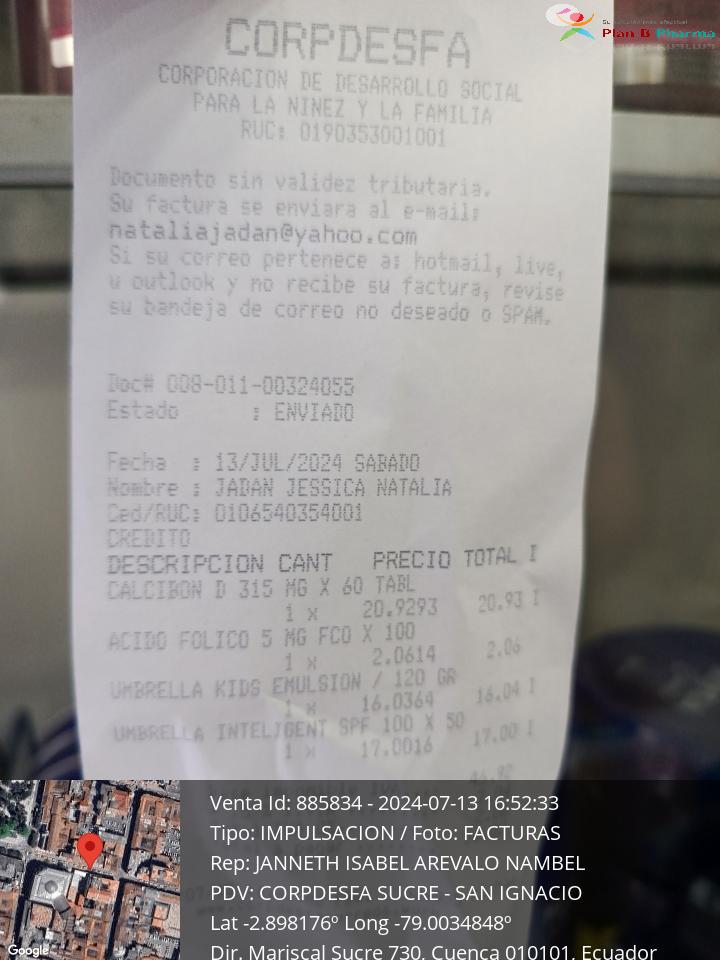 Plan B Pharma
CORPDESFA
CORPORACION DE DESARROLLO SOCIAL
PARA LA NINEZ Y LA FAMILIA
RUC: 0190353001001
Documento sin validez tributaria.
Su factura se enviara al e-mail:
nataliajadan@yahoo.com
Si su correo pertenece a: hotmail, live,
u outlook y no recibe su factura, revise
su bandeja de correo no deseado o SPAM.
Doc# 008-011-00324055
Estado : ENVIADO
Fecha : 13/JUL/2024 SABADO
Nombre : JADAN JESSICA NATALIA
Ced/RUC: 0106540354001
CREDITO
DESCRIPCION CANT PRECIO TOTAL I
CALCIBON D 315 MG X 60 TABL
1 x 20.9293 20.93 I
ACIDO FOLICO 5 MG FCO X 100
1 x 2.0614 2.06
UMBRELLA KIDS EMULSION / 120 GR
1 x 16.0364 16.04 I
UMBRELLA INTELIGENT SPF 100 X 50
1 x 17.0016 17.00 I
Venta Id: 885834 - 2024-07-13 16:52:33
Tipo: IMPULSACION / Foto: FACTURAS
Rep: JANNETH ISABEL AREVALO NAMBEL
PDV: CORPDESFA SUCRE - SAN IGNACIO
Lat -2.898176º Long -79.0034848º
Dir. Mariscal Sucre 730, Cuenca 010101, Ecuador
Google